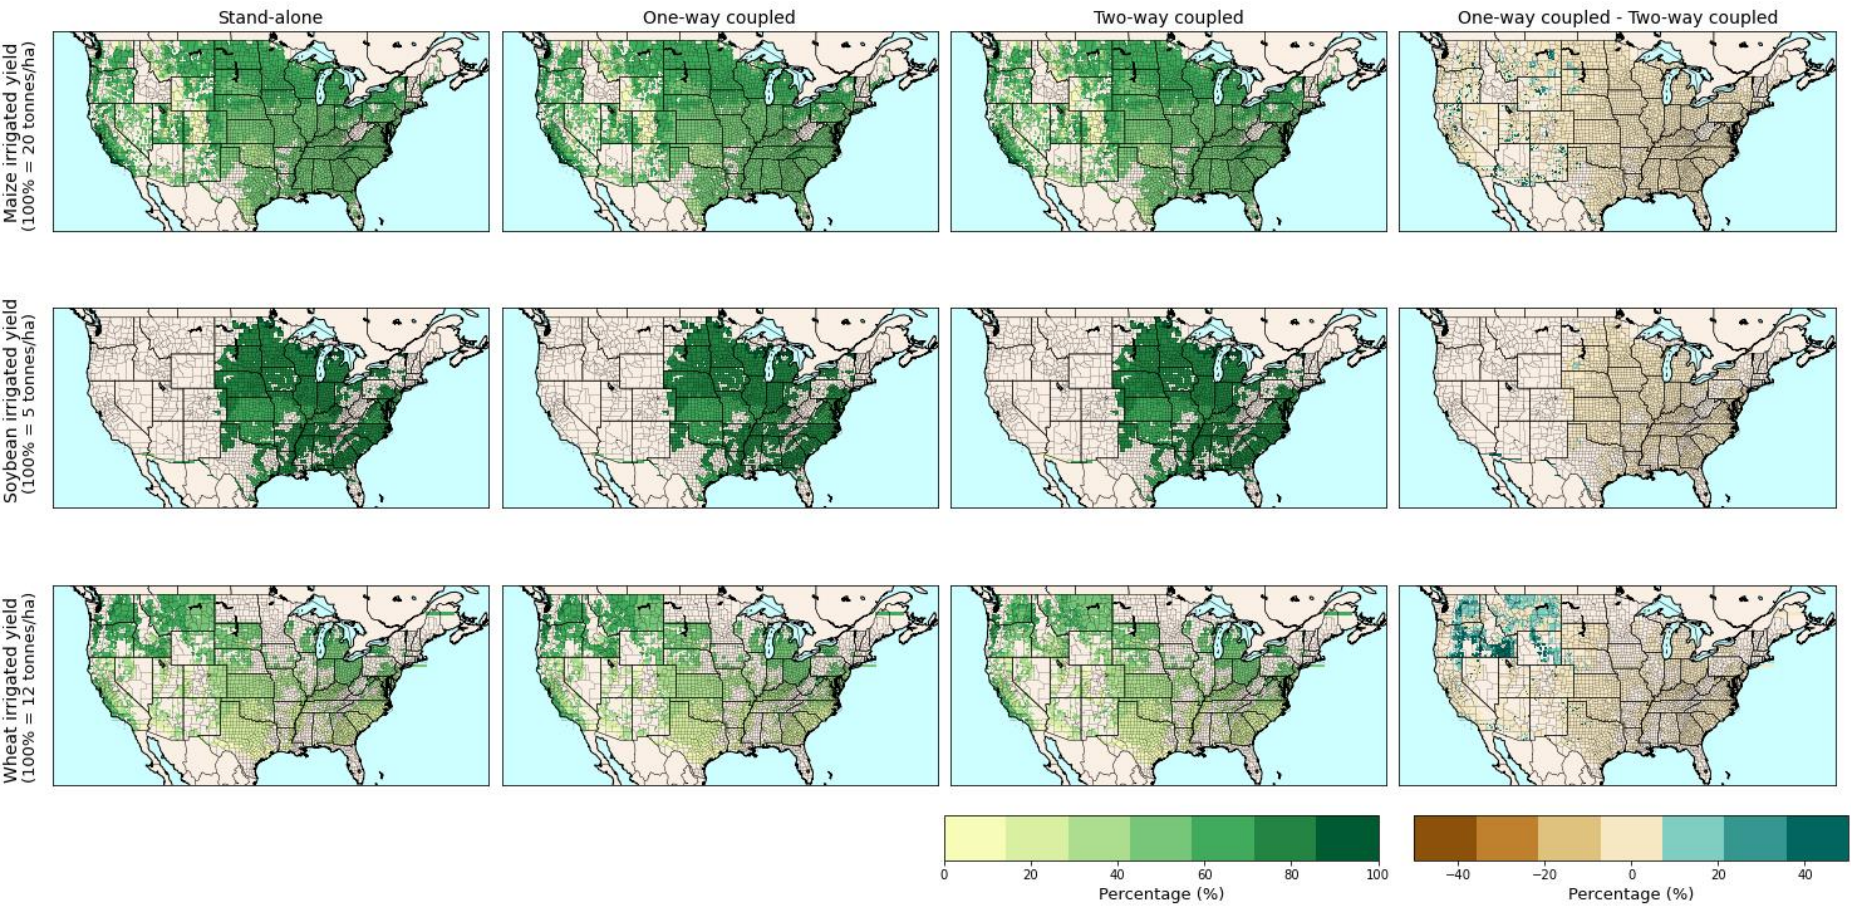 Stand-alone
One-way coupled
Two-way coupled
One-way coupled - Two-way coupled
Maize irrigated yield
(100% = 20 tonnes/ha)
Soybean irrigated yield
(100% = 5 tonnes/ha)
Wheat irrigated yield
(100% = 12 tonnes/ha)
0 20 40 60 80 100
Percentage (%)
−40 −20 0 20 40
Percentage (%)